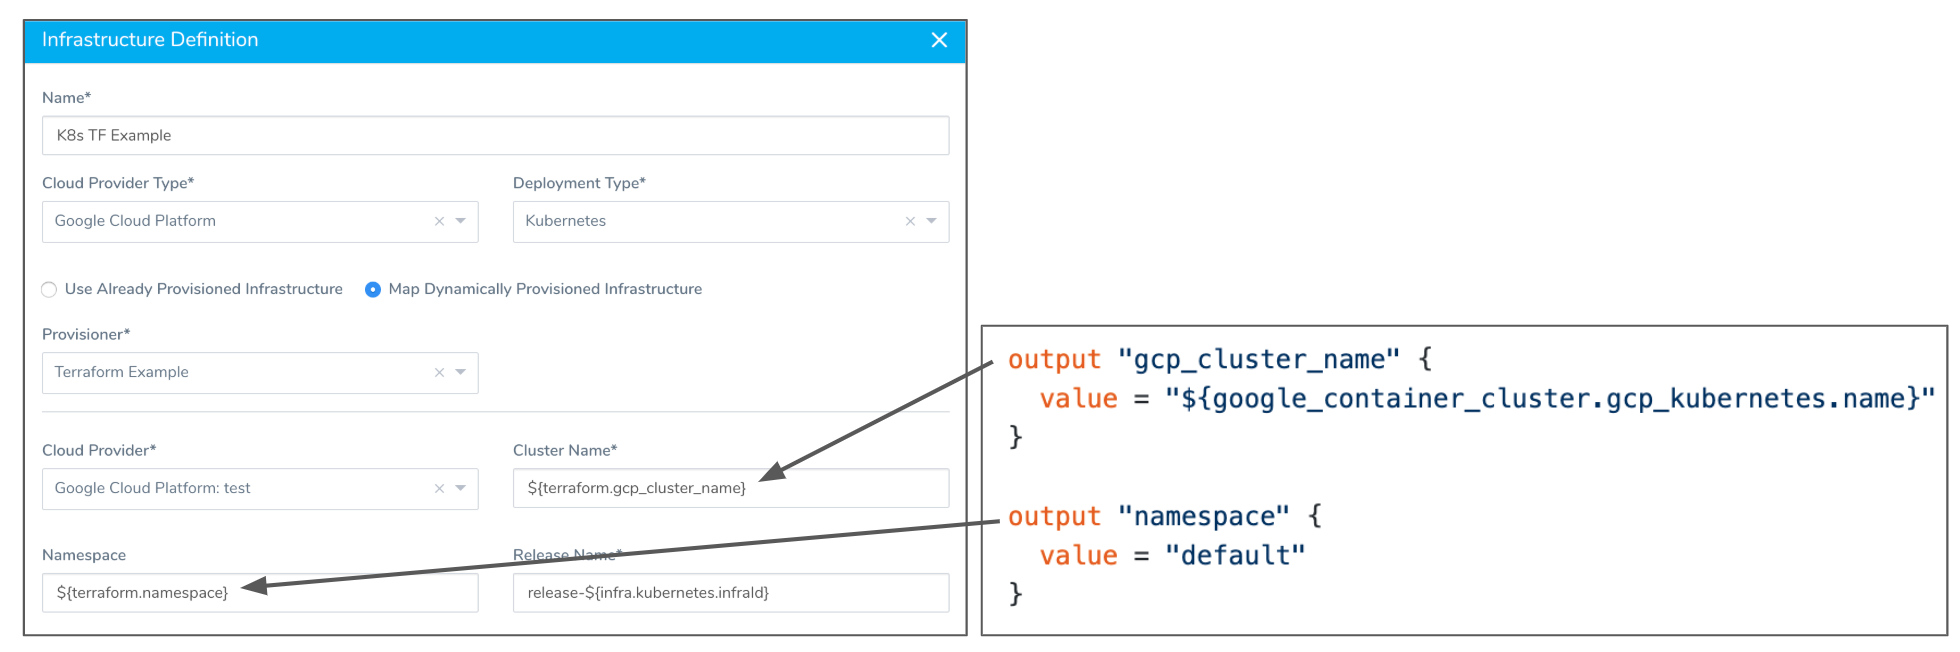 Infrastructure Definition
Name*
K8s TF Example
Cloud Provider Type*
Deployment Type*
Google Cloud Platform
Kubernetes
Use Already Provisioned Infrastructure
Map Dynamically Provisioned Infrastructure
Provisioner*
Terraform Example
Cloud Provider*
Cluster Name*
Google Cloud Platform: test
${terraform.gcp_cluster_name}
Namespace
Release Name*
${terraform.namespace}
release-${infra.kubernetes.infraId}
output "gcp_cluster_name" {
value = "${google_container_cluster.gcp_kubernetes.name}"
}
output "namespace" {
value = "default"
}